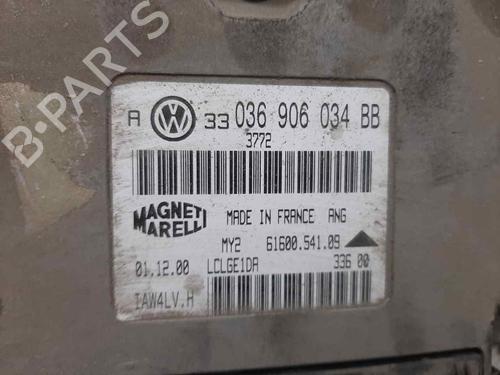 B-PARTS
A VW 33 036 906 034 BB
3772
MAGNETI MARELLI MADE IN FRANCE ANG
MY2 61600.541.09
01.12.00 LCLGE1DA 336 00
IAW4LV.H